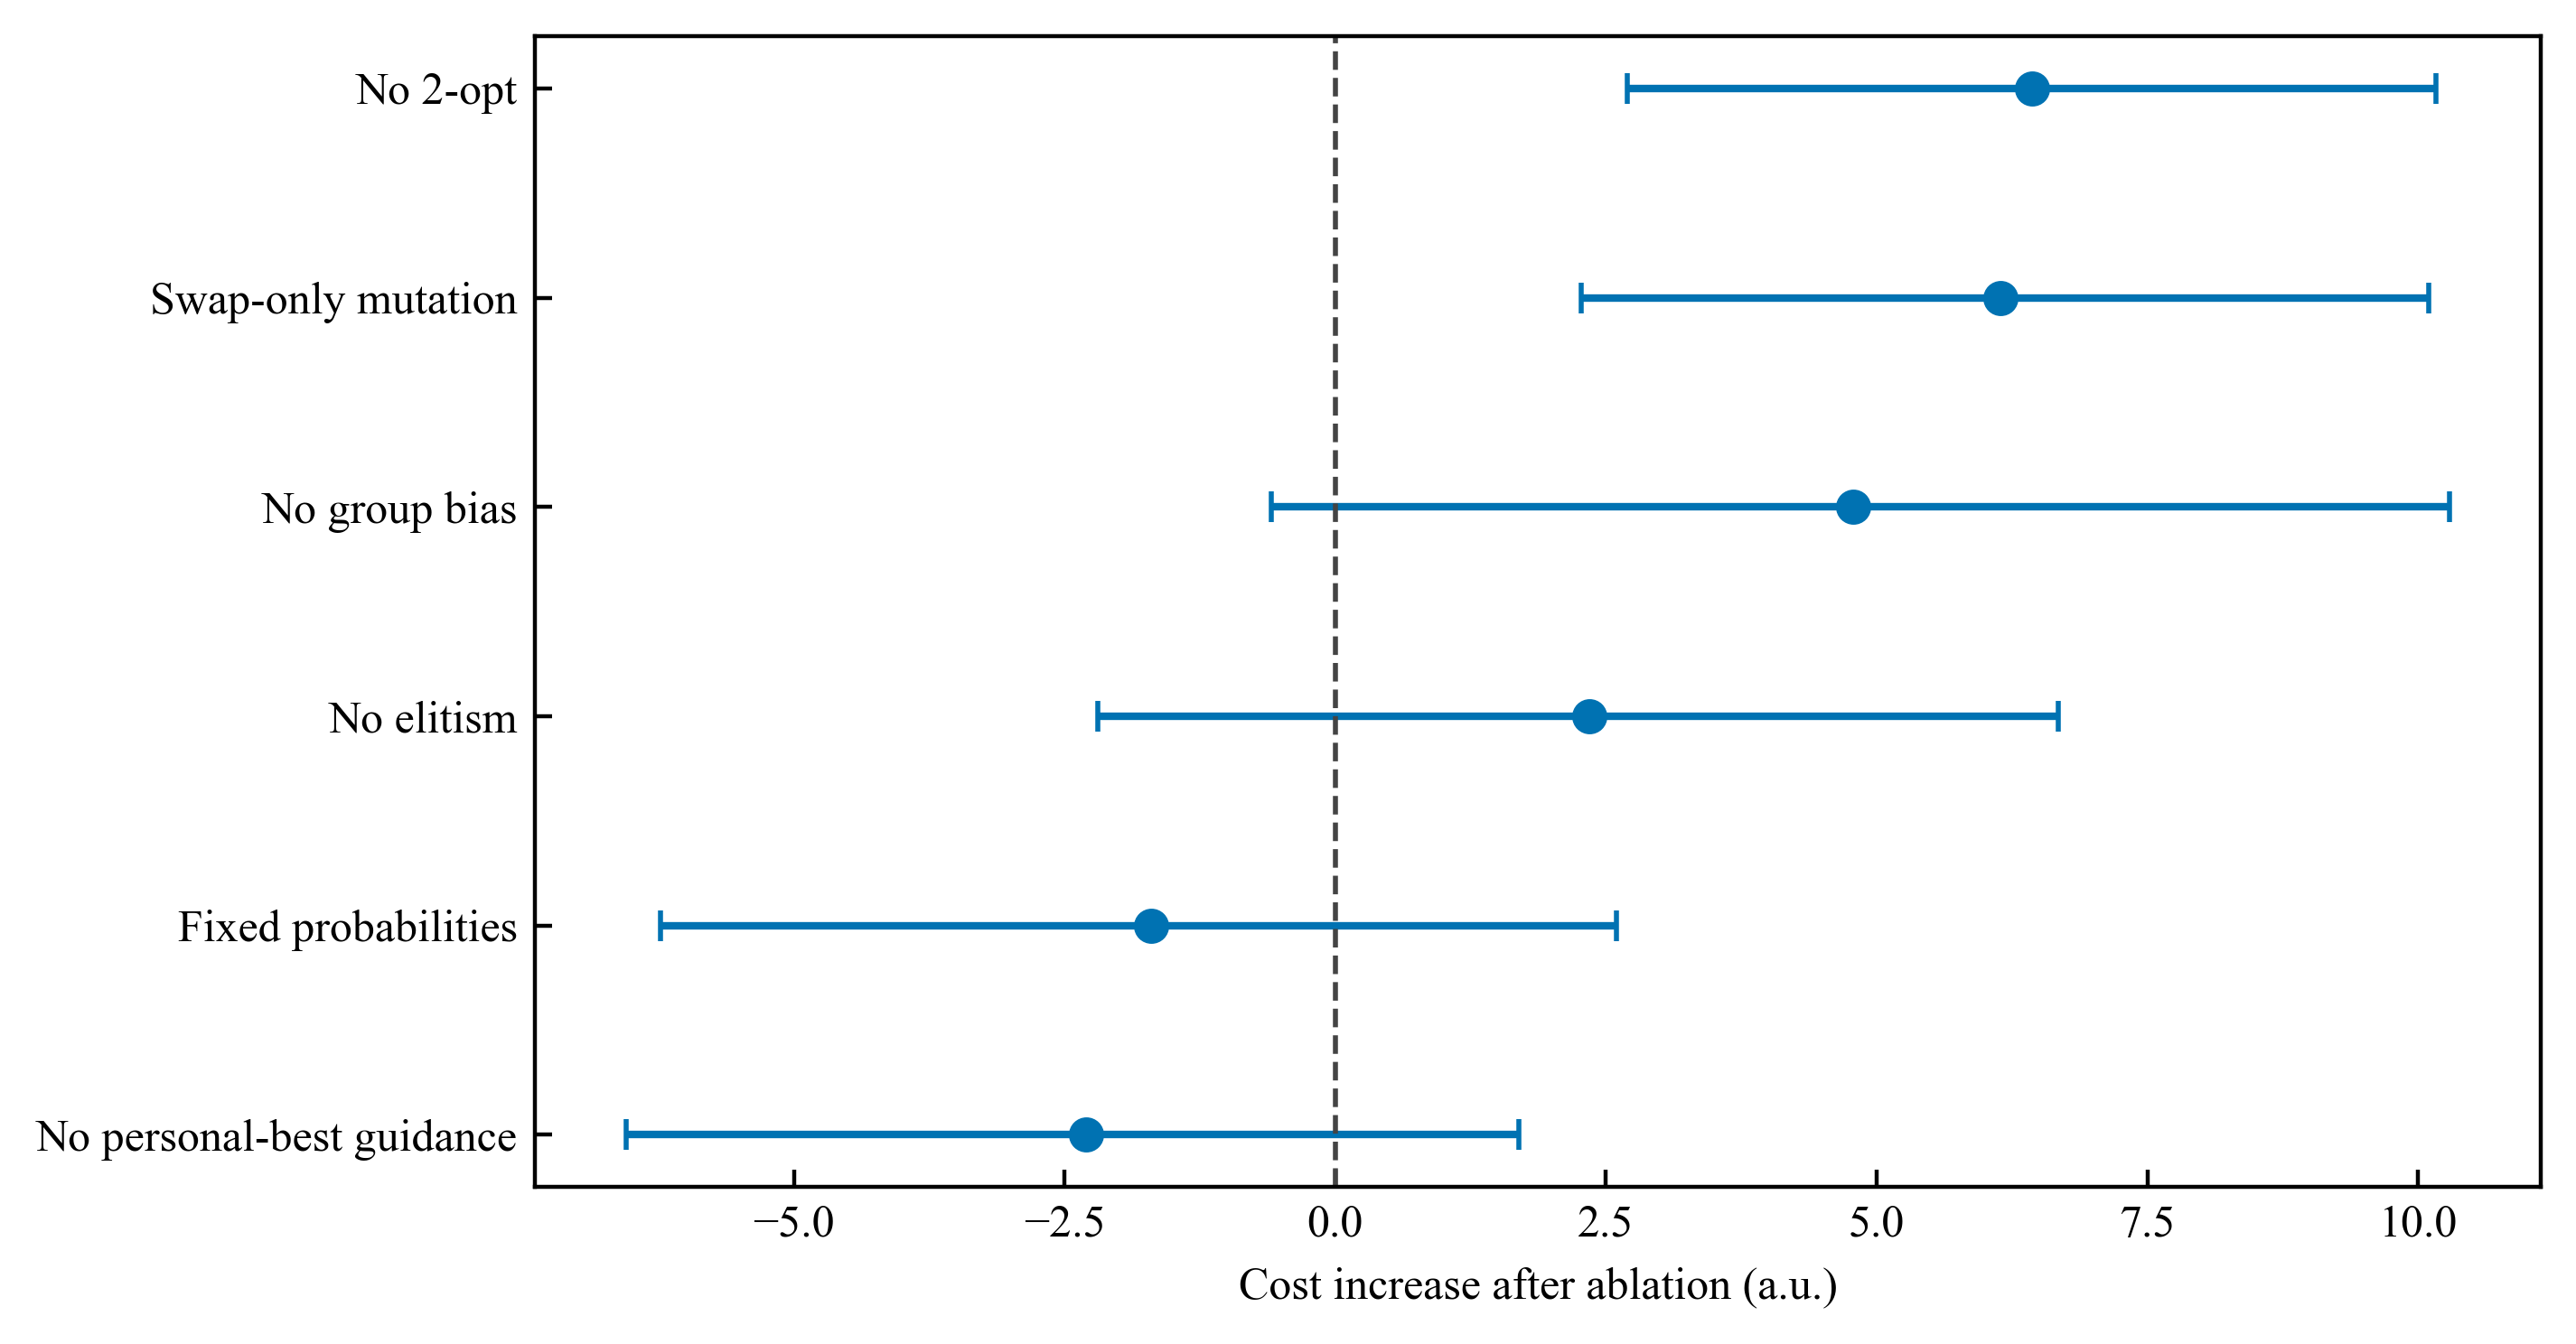 No 2-opt
Swap-only mutation
No group bias
No elitism
Fixed probabilities
No personal-best guidance
−5.0 −2.5 0.0 2.5 5.0 7.5 10.0
Cost increase after ablation (a.u.)